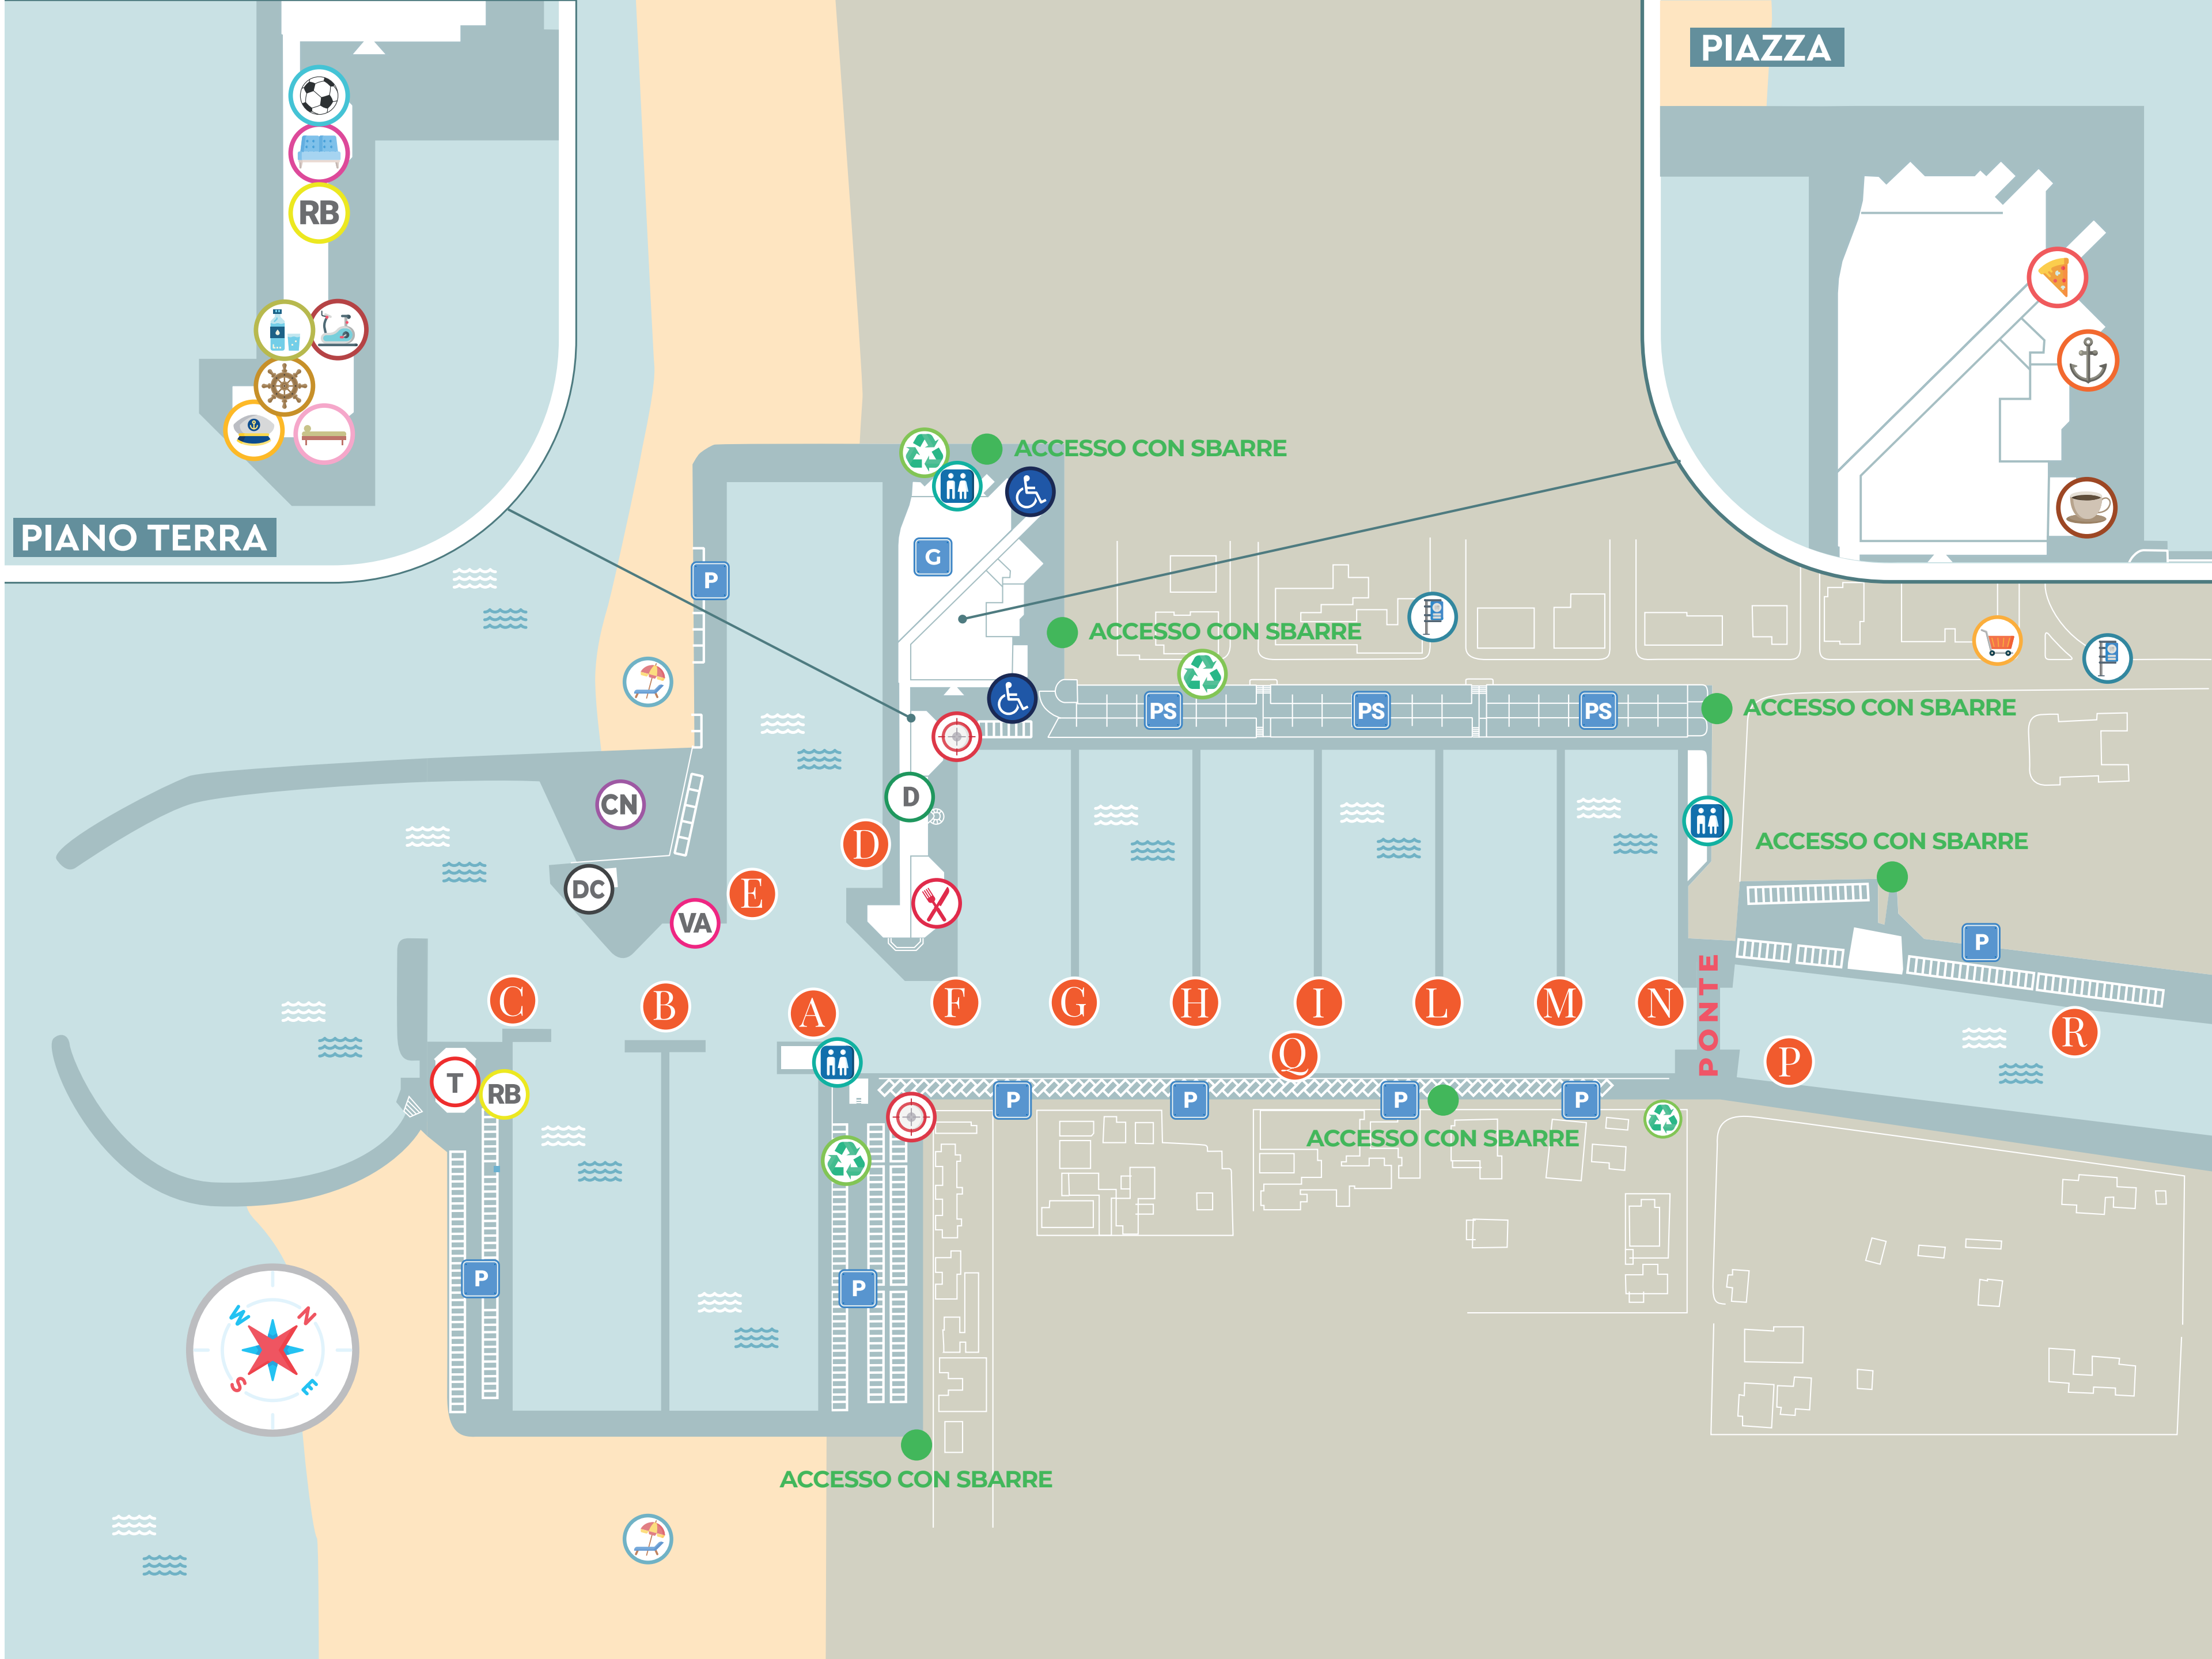 PIAZZA
RB
PIANO TERRA
ACCESSO CON SBARRE
G
P
ACCESSO CON SBARRE
PS
PS
PS
ACCESSO CON SBARRE
CN
D
D
ACCESSO CON SBARRE
DC
E
VA
P
C
B
A
F
G
H
I
L
M
N
PONTE
Q
P
R
T
RB
P
P
P
P
ACCESSO CON SBARRE
P
P
W
N
S
E
ACCESSO CON SBARRE